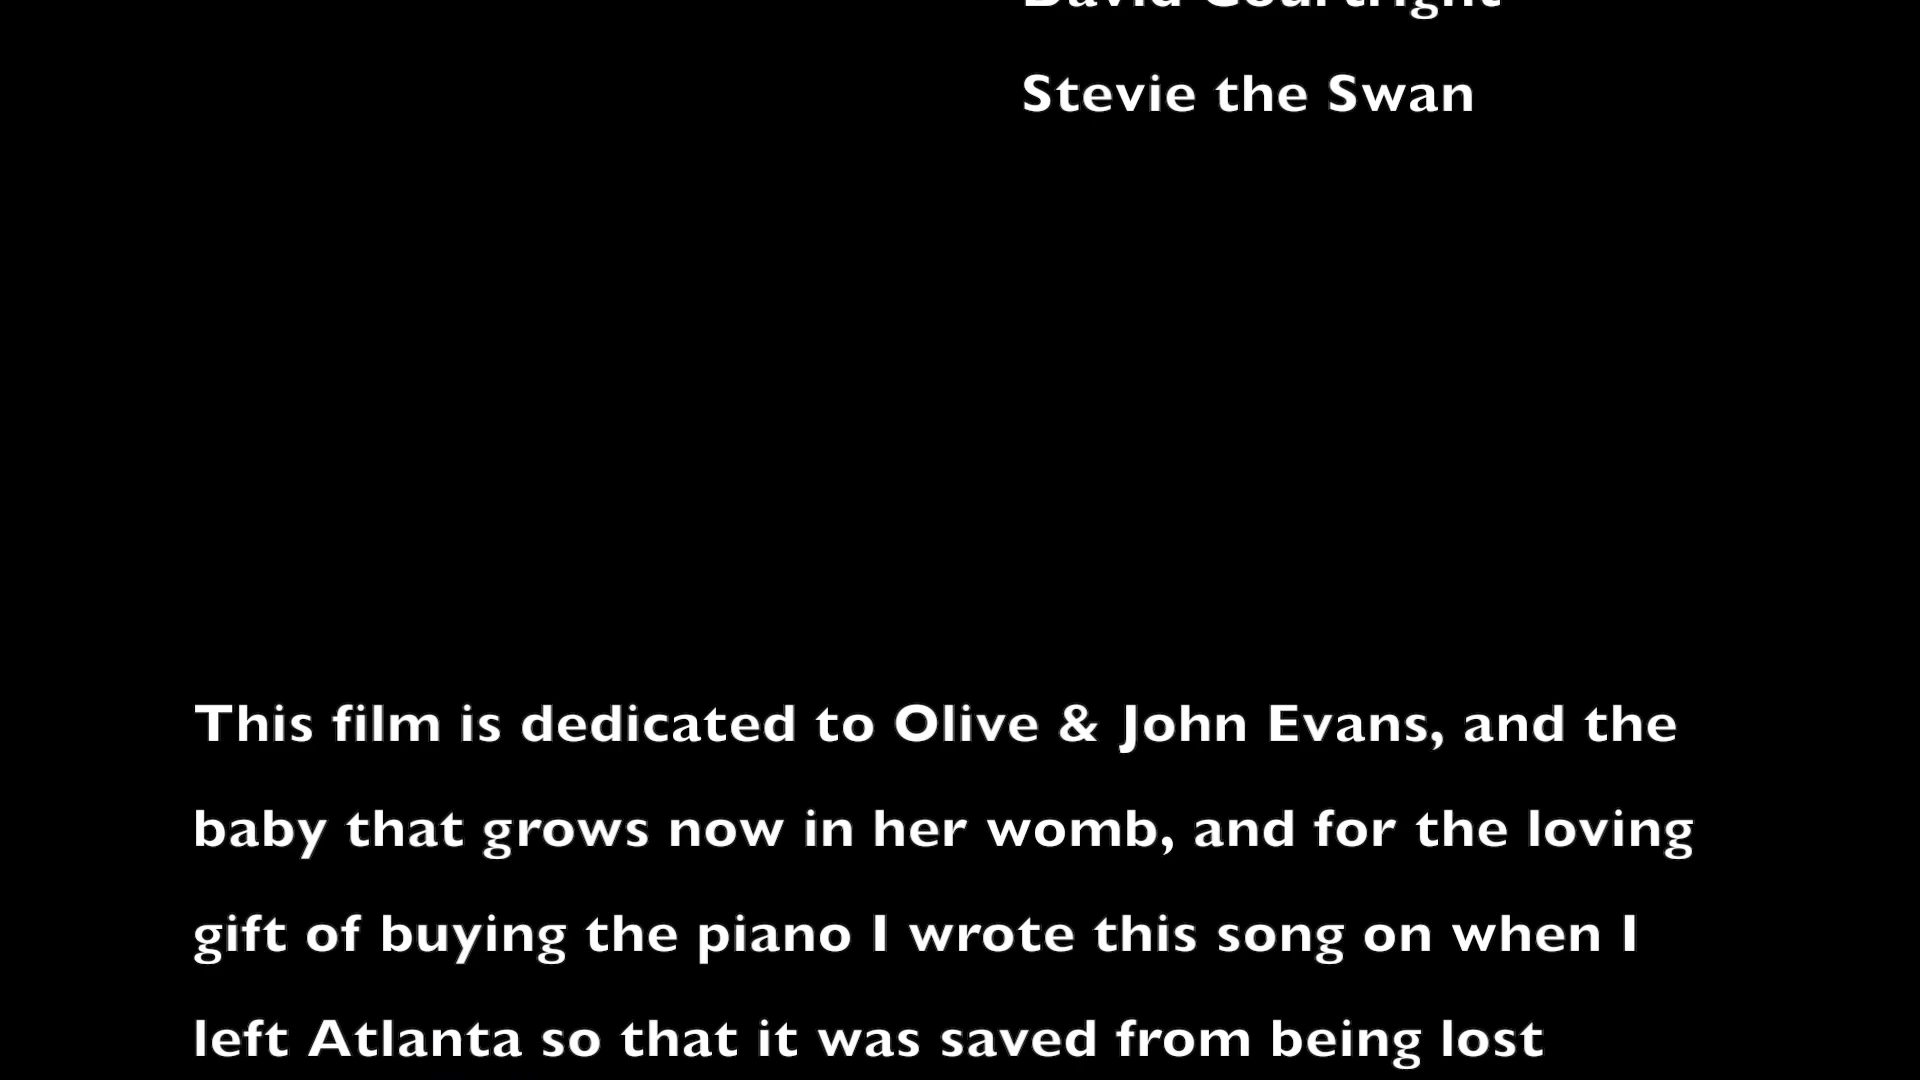 David Courtright
Stevie the Swan
This film is dedicated to Olive & John Evans, and the
baby that grows now in her womb, and for the loving
gift of buying the piano I wrote this song on when I
left Atlanta so that it was saved from being lost